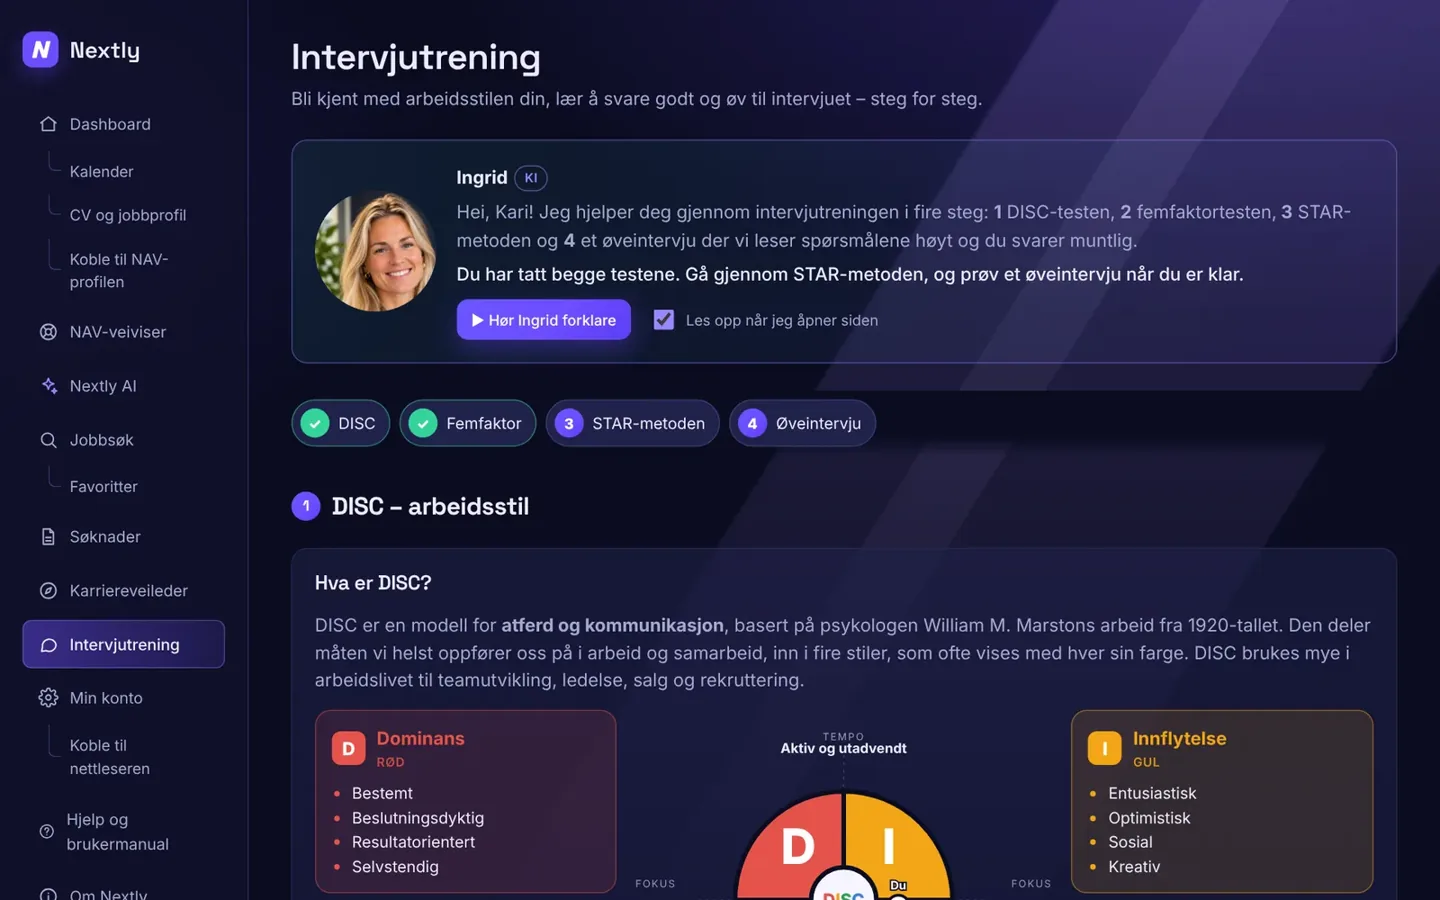 N Nextly
Dashboard
Kalender
CV og jobbprofil
Koble til NAV-
profilen
NAV-veiviser
Nextly AI
Jobbsøk
Favoritter
Søknader
Karriereveileder
Intervjutrening
Min konto
Koble til
nettleseren
Hjelp og
brukermanual
Om Nextly
Intervjutrening
Bli kjent med arbeidsstilen din, lær å svare godt og øv til intervjuet – steg for steg.
Ingrid KI
Hei, Kari! Jeg hjelper deg gjennom intervjutreningen i fire steg: 1 DISC-testen, 2 femfaktortesten, 3 STAR-
metoden og 4 et øveintervju der vi leser spørsmålene høyt og du svarer muntlig.
Du har tatt begge testene. Gå gjennom STAR-metoden, og prøv et øveintervju når du er klar.
Hør Ingrid forklare
Les opp når jeg åpner siden
DISC
Femfaktor
3 STAR-metoden
4 Øveintervju
1 DISC – arbeidsstil
Hva er DISC?
DISC er en modell for atferd og kommunikasjon, basert på psykologen William M. Marstons arbeid fra 1920-tallet. Den deler
måten vi helst oppfører oss på i arbeid og samarbeid, inn i fire stiler, som ofte vises med hver sin farge. DISC brukes mye i
arbeidslivet til teamutvikling, ledelse, salg og rekruttering.
D Dominans
RØD
Bestemt
Beslutningsdyktig
Resultatorientert
Selvstendig
TEMPO
Aktiv og utadvendt
D I
Du
DISC
FOKUS
FOKUS
I Innflytelse
GUL
Entusiastisk
Optimistisk
Sosial
Kreativ